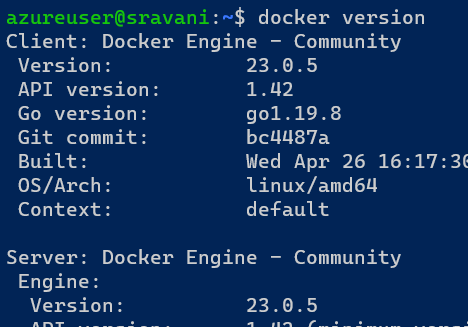 azureuser@sravani:~$ docker version
Client: Docker Engine - Community
 Version:           23.0.5
 API version:       1.42
 Go version:        go1.19.8
 Git commit:        bc4487a
 Built:             Wed Apr 26 16:17:30
 OS/Arch:           linux/amd64
 Context:           default

Server: Docker Engine - Community
 Engine:
  Version:          23.0.5
  API version:      1.42 (minimum